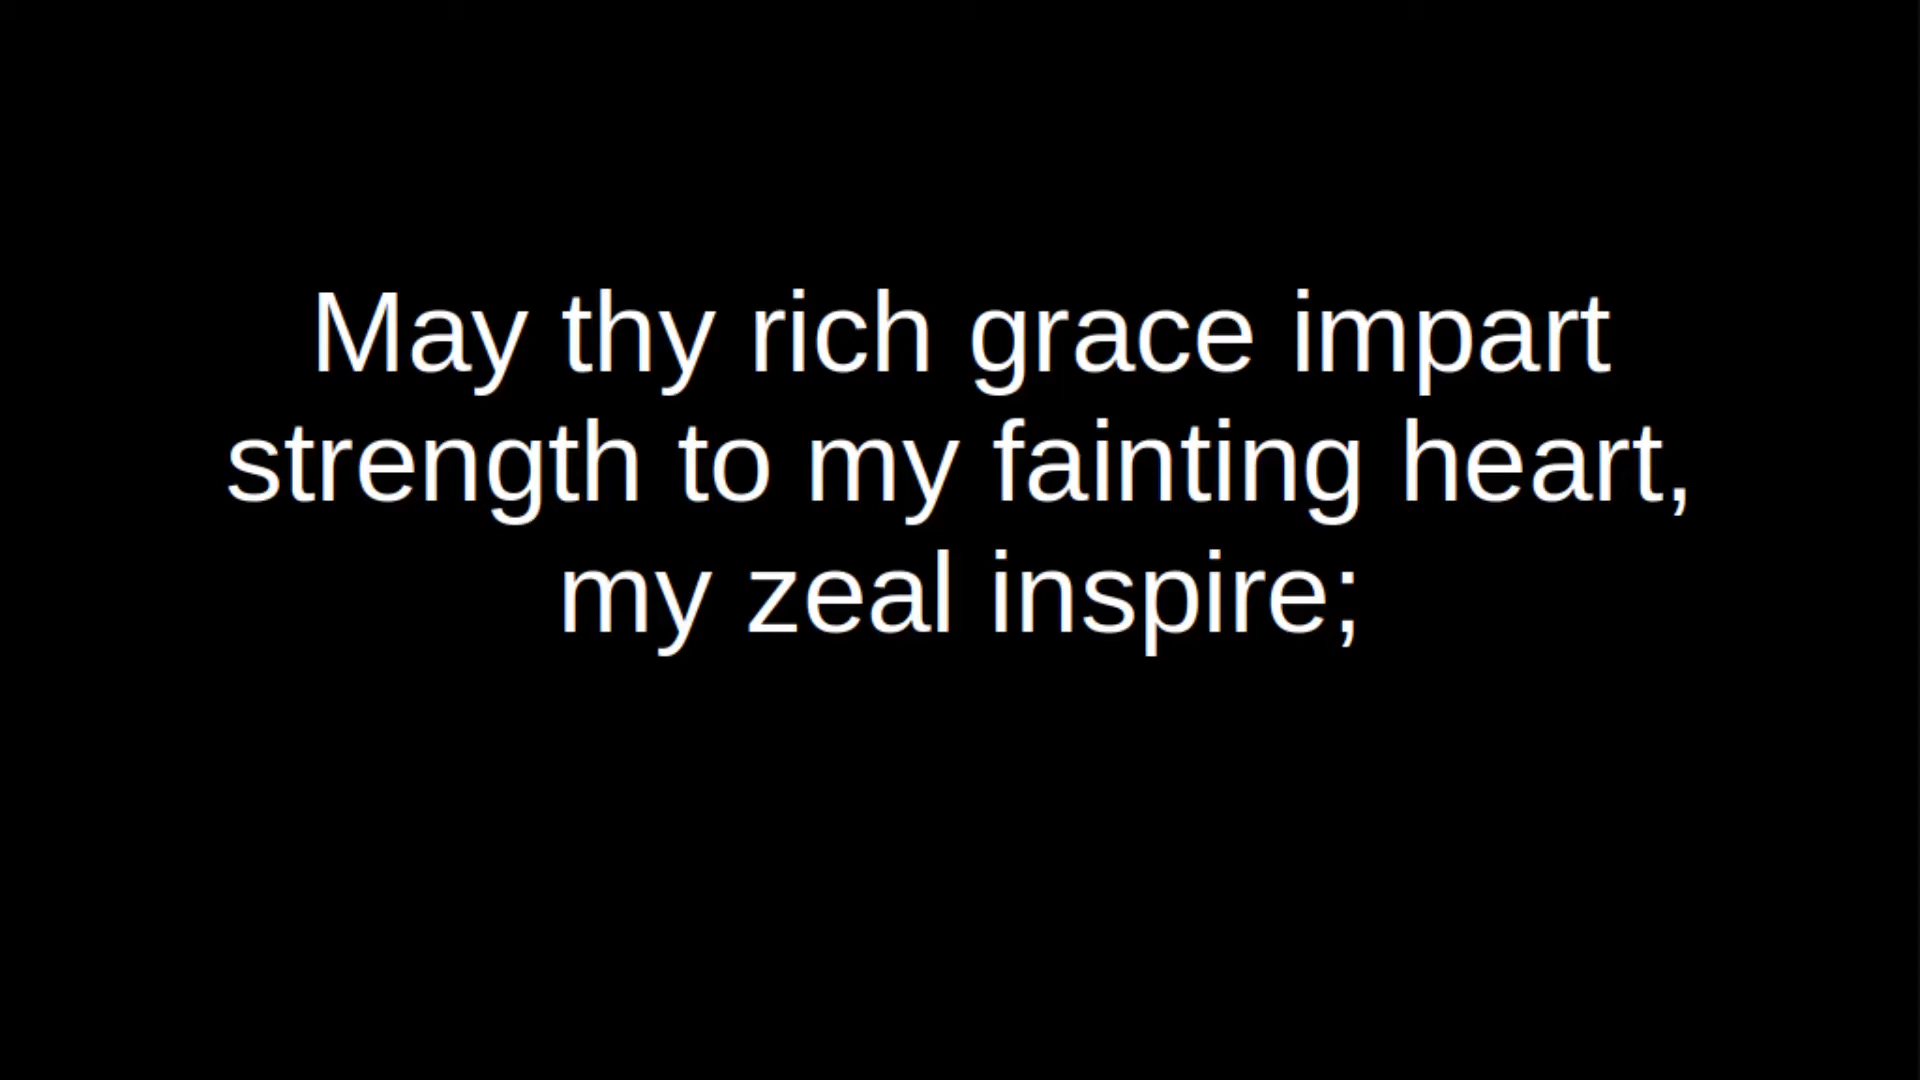 May thy rich grace impart
strength to my fainting heart,
my zeal inspire;